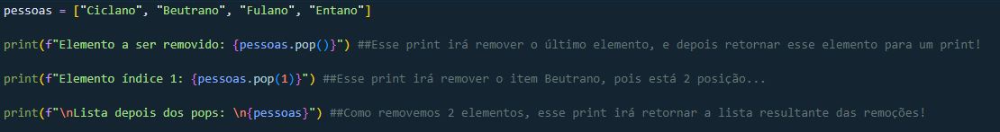 pessoas = ["Ciclano", "Beutrano", "Fulano", "Entano"]
print(f"Elemento a ser removido: {pessoas.pop()}") ##Esse print irá remover o último elemento, e depois retornar esse elemento para um print!
print(f"Elemento índice 1: {pessoas.pop(1)}") ##Esse print irá remover o item Beutrano, pois está 2 posição...
print(f"\nLista depois dos pops: \n{pessoas}") ##Como removemos 2 elementos, esse print irá retornar a lista resultante das remoções!